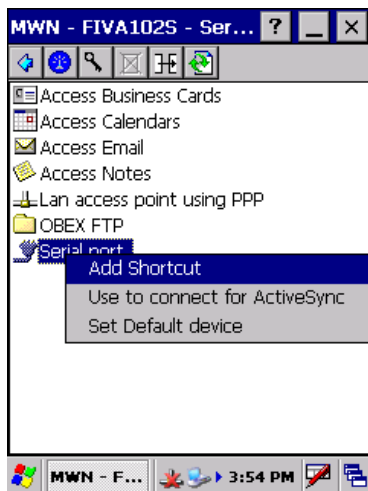 MWN - FIVA102S - Ser... ? _ ×
Access Business Cards
Access Calendars
Access Email
Access Notes
Lan access point using PPP
OBEX FTP
Serial port
Add Shortcut
Use to connect for ActiveSync
Set Default device
MWN - F... 3:54 PM